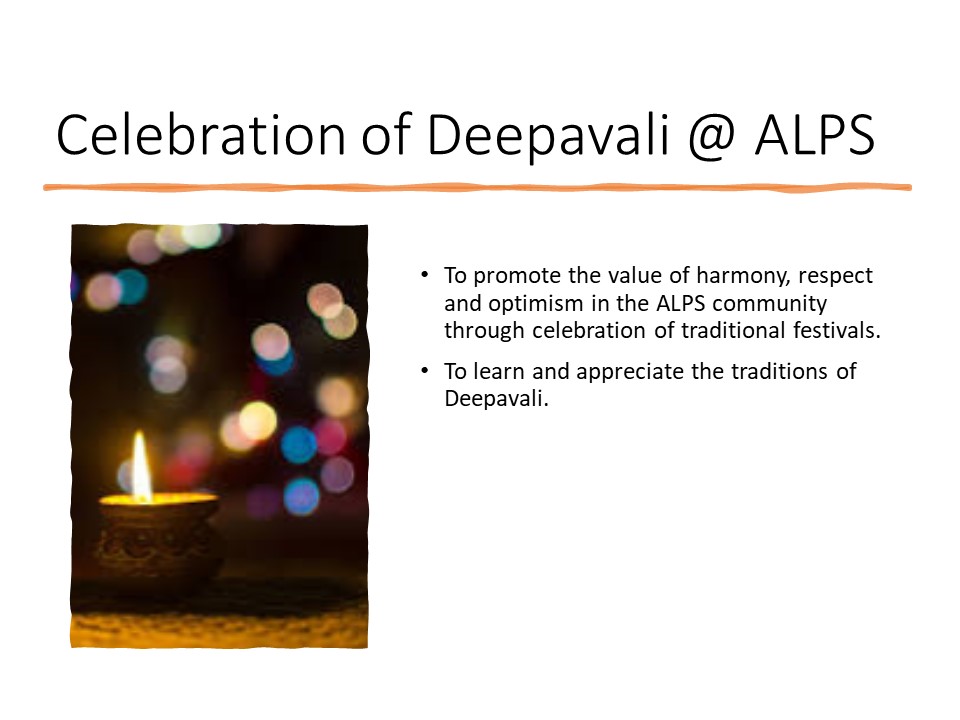 Celebration of Deepavali @ ALPS
• To promote the value of harmony, respect
and optimism in the ALPS community
through celebration of traditional festivals.
• To learn and appreciate the traditions of
Deepavali.